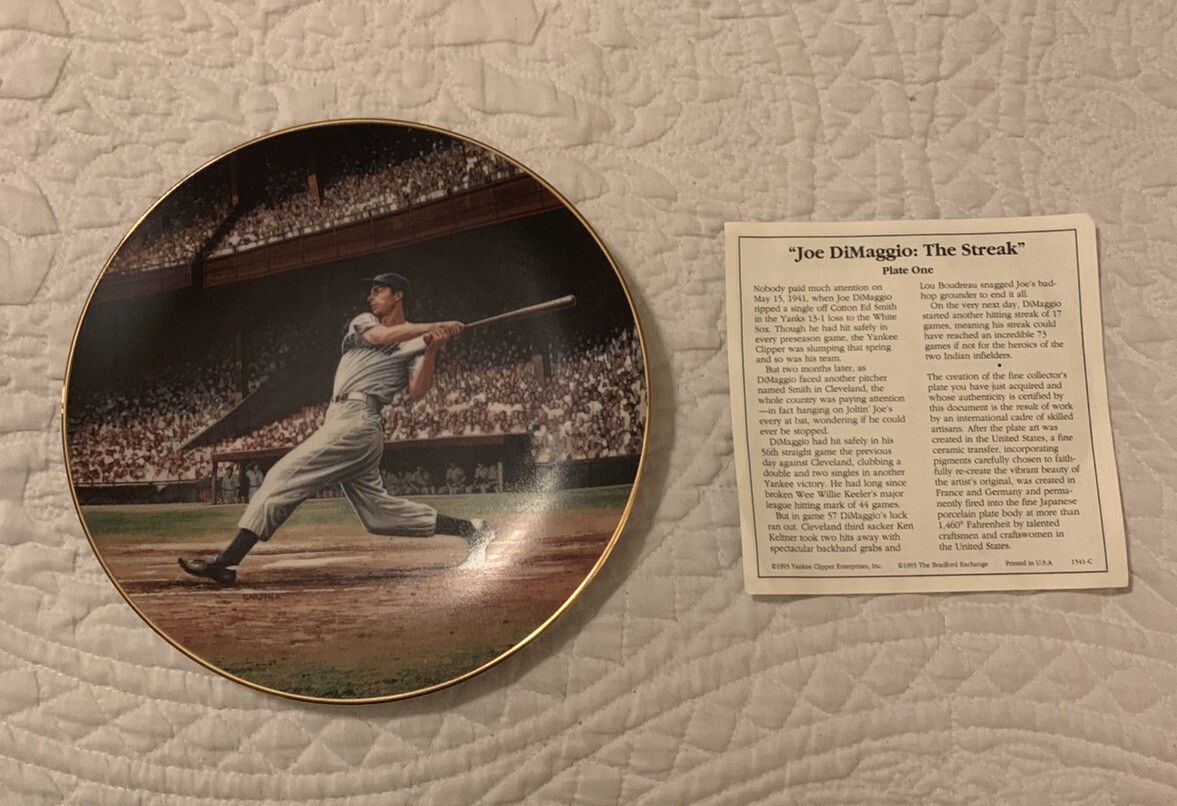 "Joe DiMaggio: The Streak"
Plate One
Nobody paid much attention on
May 15, 1941, when Joe DiMaggio
ripped a single off Cotton Ed Smith
in the Yanks 13-1 loss to the White
Sox. Though he had hit safely in
every preseason game, the Yankee
Clipper was slumping that spring
and so was his team.
But two months later, as
DiMaggio faced another pitcher
named Smith in Cleveland, the
whole country was paying attention
—in fact hanging on Joltin' Joe's
every at bat, wondering if he could
ever be stopped.
DiMaggio had hit safely in his
56th straight game the previous
day against Cleveland, clubbing a
double and two singles in another
Yankee victory. He had long since
broken Wee Willie Keeler's major
league hitting mark of 44 games.
But in game 57 DiMaggio's luck
ran out. Cleveland third sacker Ken
Keltner took two hits away with
spectacular backhand grabs and
Lou Boudreau snagged Joe's bad-
hop grounder to end it all.
On the very next day, DiMaggio
started another hitting streak of 17
games, meaning his streak could
have reached an incredible 73
games if not for the heroics of the
two Indian infielders.
•
The creation of the fine collector's
plate you have just acquired and
whose authenticity is certified by
this document is the result of work
by an international cadre of skilled
artisans. After the plate art was
created in the United States, a fine
ceramic transfer, incorporating
pigments carefully chosen to faith-
fully re-create the vibrant beauty of
the artist's original, was created in
France and Germany and perma-
nently fired into the fine Japanese
porcelain plate body at more than
1,460° Fahrenheit by talented
craftsmen and craftswomen in
the United States.
©1993 Yankee Clipper Enterprises, Inc. ©1993 The Bradford Exchange Printed in U.S.A. 1541-C